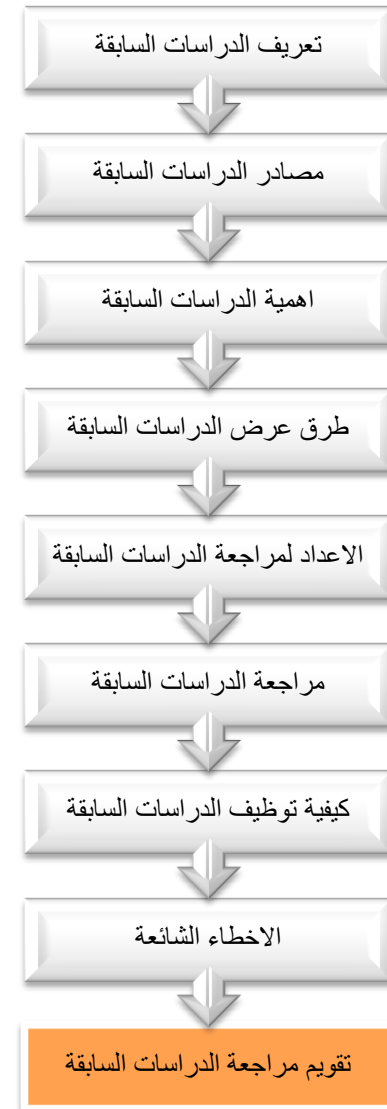 تعريف الدراسات السابقة
مصادر الدراسات السابقة
اهمية الدراسات السابقة
طرق عرض الدراسات السابقة
الاعداد لمراجعة الدراسات السابقة
مراجعة الدراسات السابقة
كيفية توظيف الدراسات السابقة
الاخطاء الشائعة
تقويم مراجعة الدراسات السابقة